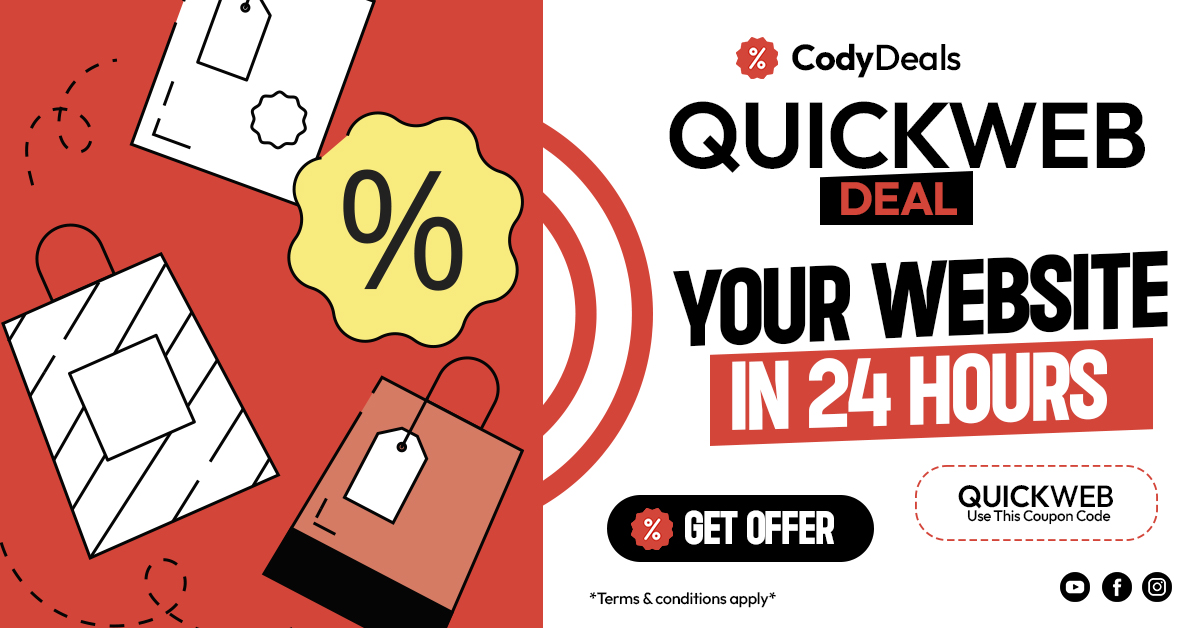 %
% CodyDeals
QUICKWEB
DEAL
YOUR WEBSITE
IN 24 HOURS
QUICKWEB
Use This Coupon Code
% GET OFFER
*Terms & conditions apply*